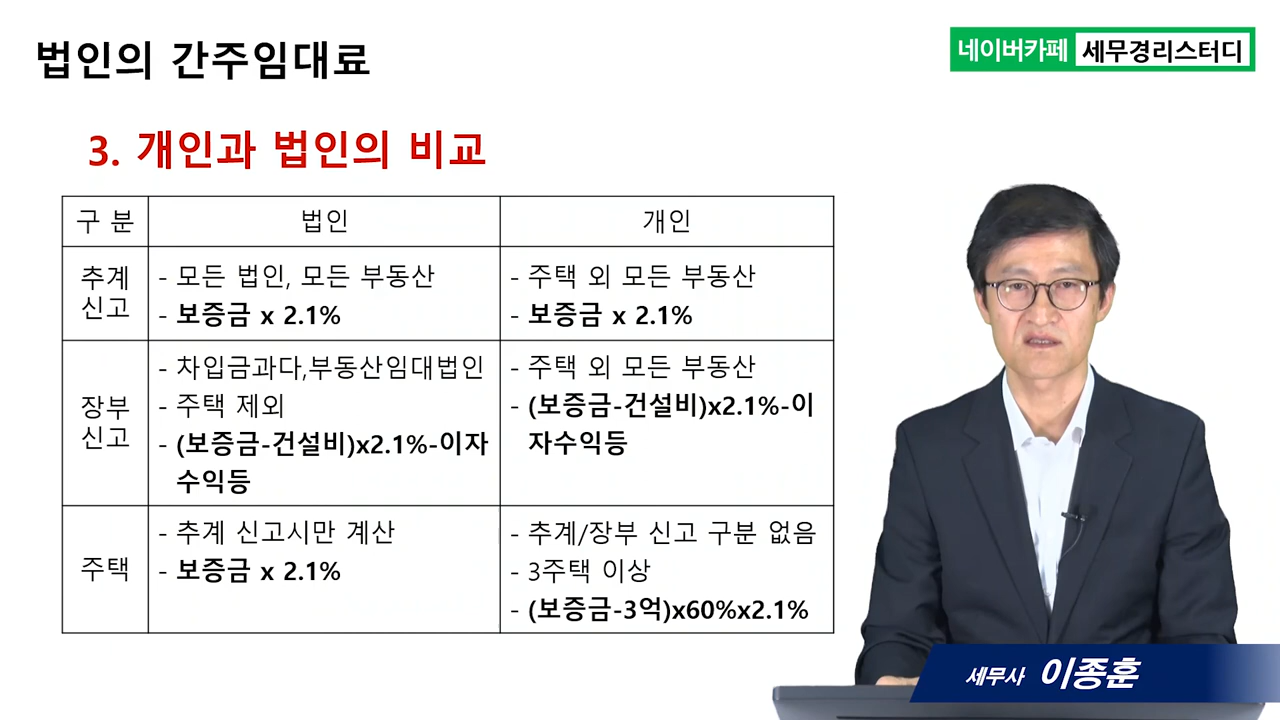 법인의 간주임대료
네이버카페 세무경리스터디
3. 개인과 법인의 비교
구 분 법인 개인
추계
신고
- 모든 법인, 모든 부동산
- 보증금 x 2.1%
- 주택 외 모든 부동산
- 보증금 x 2.1%
장부
신고
- 차입금과다,부동산임대법인
- 주택 제외
- (보증금-건설비)x2.1%-이자
수익등
- 주택 외 모든 부동산
- (보증금-건설비)x2.1%-이
자수익등
주택
- 추계 신고시만 계산
- 보증금 x 2.1%
- 추계/장부 신고 구분 없음
- 3주택 이상
- (보증금-3억)x60%x2.1%
세무사 이종훈